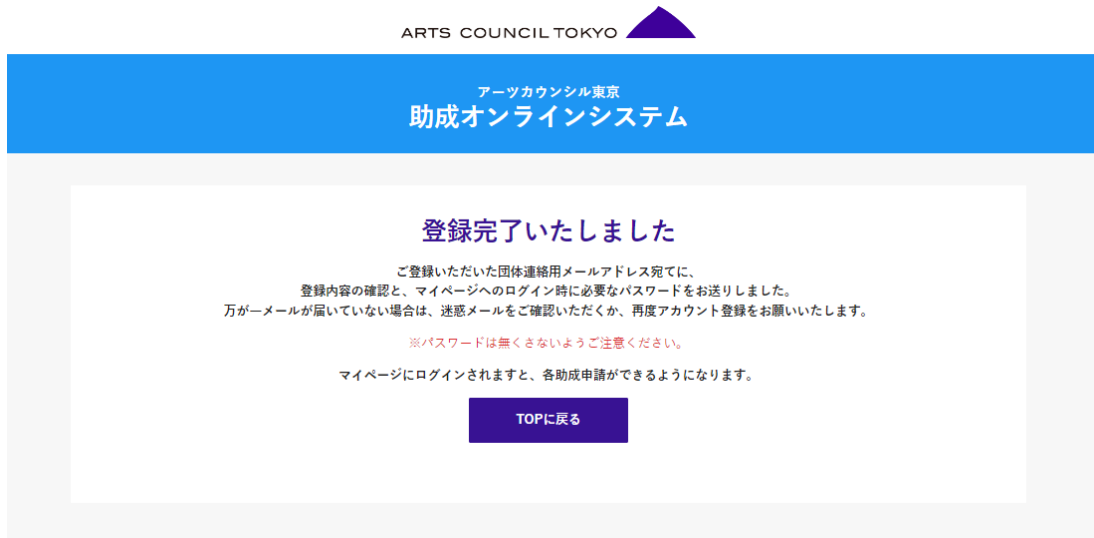 ARTS COUNCIL TOKYO
アーツカウンシル東京
助成オンラインシステム
登録完了いたしました
ご登録いただいた団体連絡用メールアドレス宛てに、
登録内容の確認と、マイページへのログイン時に必要なパスワードをお送りしました。
万が一メールが届いていない場合は、迷惑メールをご確認いただくか、再度アカウント登録をお願いいたします。
※パスワードは無くさないようご注意ください。
マイページにログインされますと、各助成申請ができるようになります。
TOPに戻る